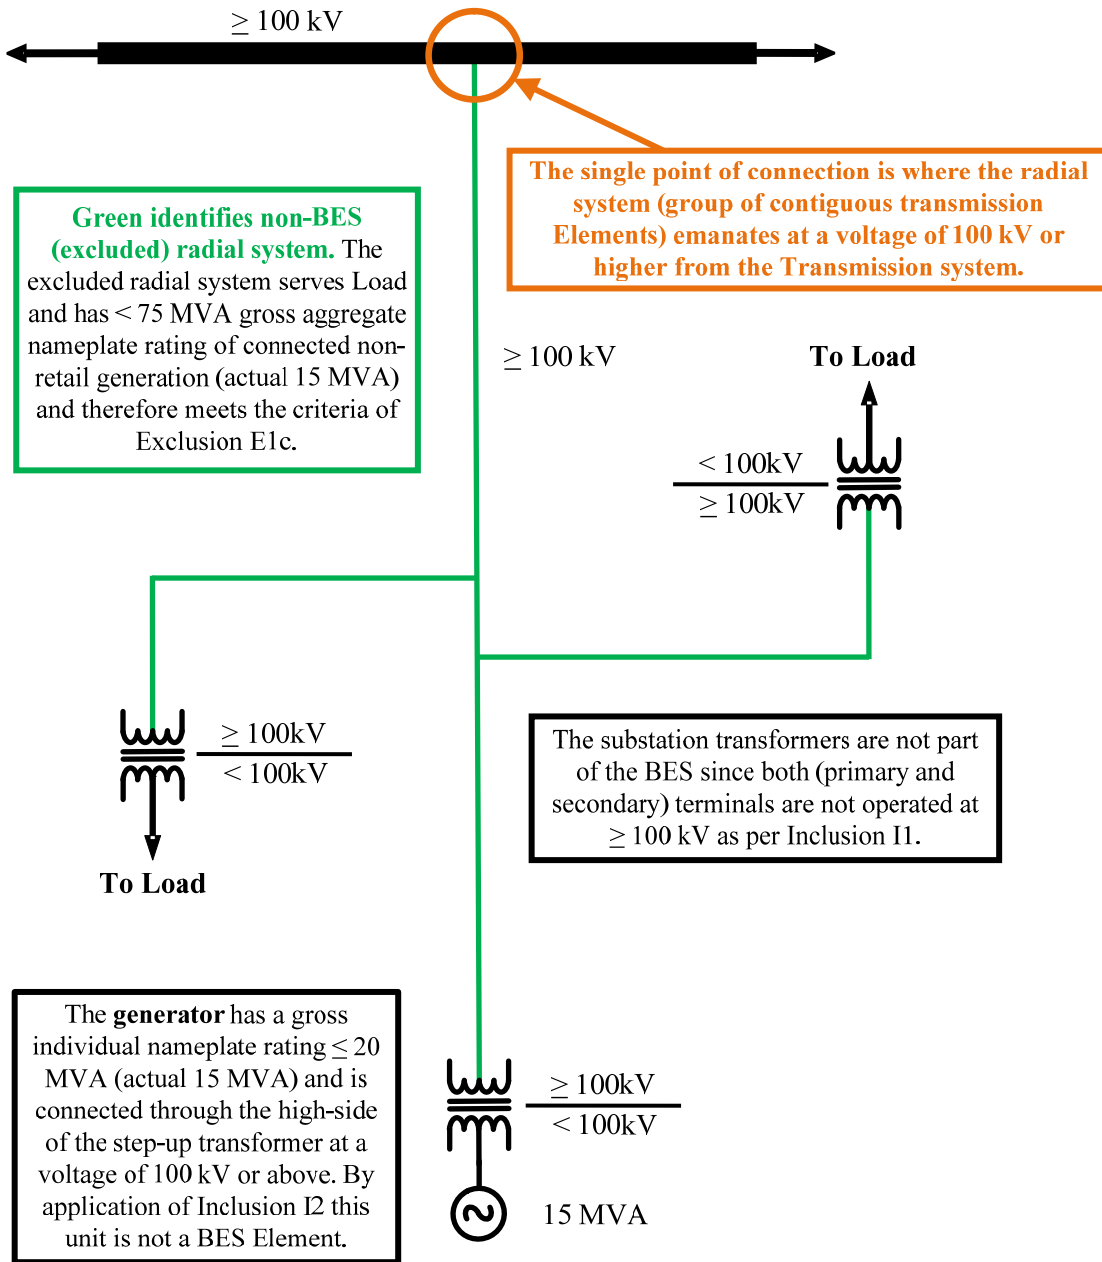 ≥ 100 kV
The single point of connection is where the radial
system (group of contiguous transmission
Elements) emanates at a voltage of 100 kV or
higher from the Transmission system.
Green identifies non-BES
(excluded) radial system. The
excluded radial system serves Load
and has < 75 MVA gross aggregate
nameplate rating of connected non-
retail generation (actual 15 MVA)
and therefore meets the criteria of
Exclusion E1c.
≥ 100 kV
To Load
< 100kV
≥ 100kV
≥ 100kV
< 100kV
To Load
The substation transformers are not part
of the BES since both (primary and
secondary) terminals are not operated at
≥ 100 kV as per Inclusion I1.
The generator has a gross
individual nameplate rating ≤ 20
MVA (actual 15 MVA) and is
connected through the high-side
of the step-up transformer at a
voltage of 100 kV or above. By
application of Inclusion I2 this
unit is not a BES Element.
≥ 100kV
< 100kV
15 MVA